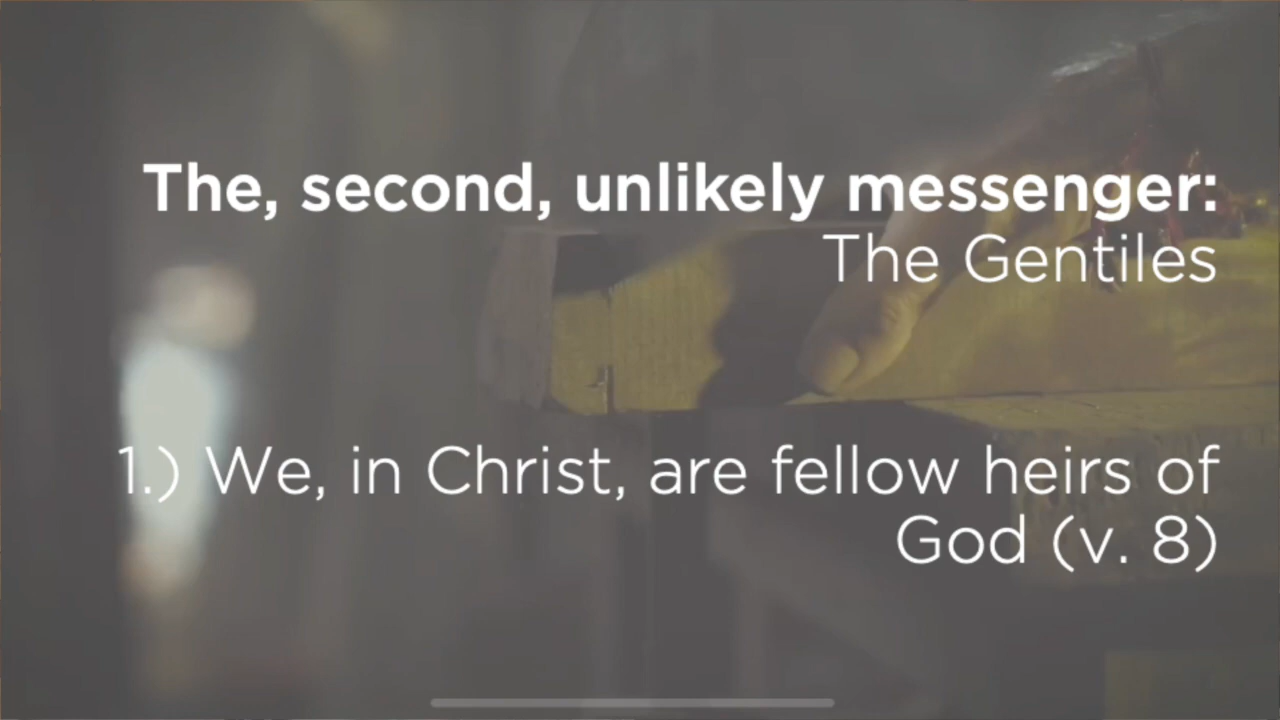 The, second, unlikely messenger:
The Gentiles
1.) We, in Christ, are fellow heirs of
God (v. 8)